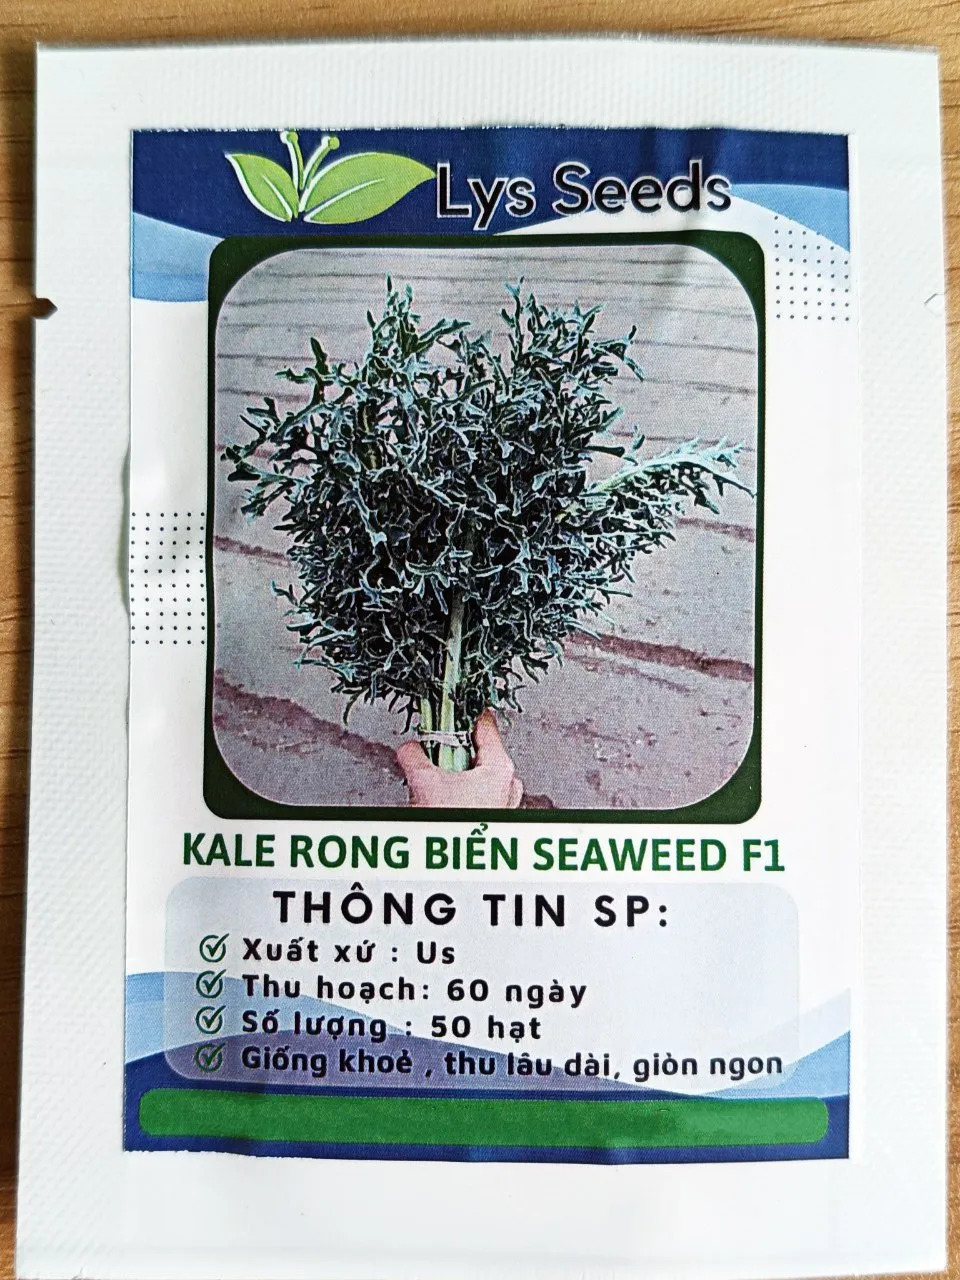 Lys Seeds
KALE RONG BIỂN SEAWEED F1
THÔNG TIN SP:
Xuất xứ : Us
Thu hoạch: 60 ngày
Số lượng : 50 hạt
Giống khoẻ , thu lâu dài, giòn ngon